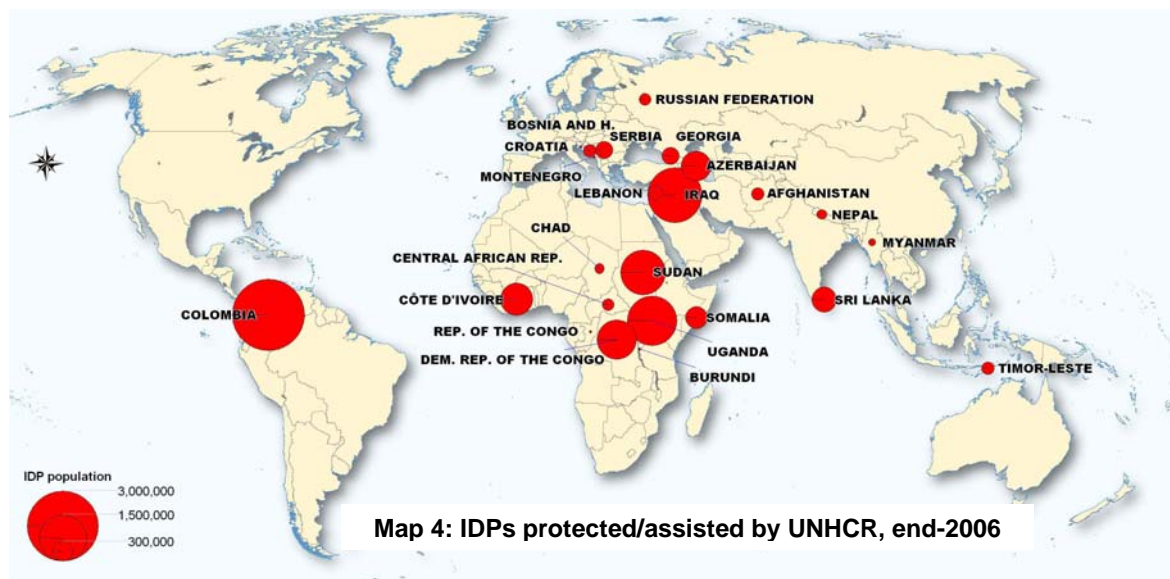 RUSSIAN FEDERATION
BOSNIA AND H.
SERBIA
GEORGIA
CROATIA
AZERBAIJAN
MONTENEGRO
LEBANON
IRAQ
AFGHANISTAN
NEPAL
CHAD
MYANMAR
CENTRAL AFRICAN REP.
SUDAN
CÔTE D'IVOIRE
SRI LANKA
COLOMBIA
SOMALIA
REP. OF THE CONGO
UGANDA
DEM. REP. OF THE CONGO
BURUNDI
TIMOR-LESTE
IDP population
3,000,000
1,500,000
300,000
Map 4: IDPs protected/assisted by UNHCR, end-2006